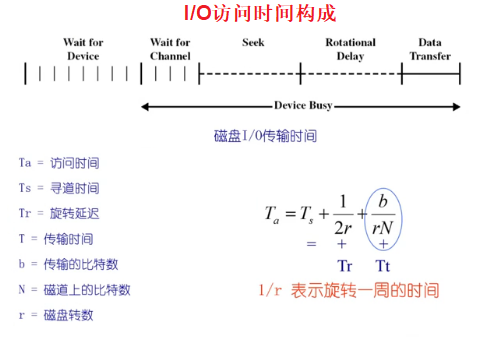 I/O访问时间构成
Wait for Device
Wait for Channel
Seek
Rotational Delay
Data Transfer
Device Busy
磁盘I/O传输时间
Ta = 访问时间
Ts = 寻道时间
Tr = 旋转延迟
T = 传输时间
b = 传输的比特数
N = 磁道上的比特数
r = 磁盘转数
T_a = T_s + 1/2r + b/rN
= + +
Tr Tt
1/r 表示旋转一周的时间